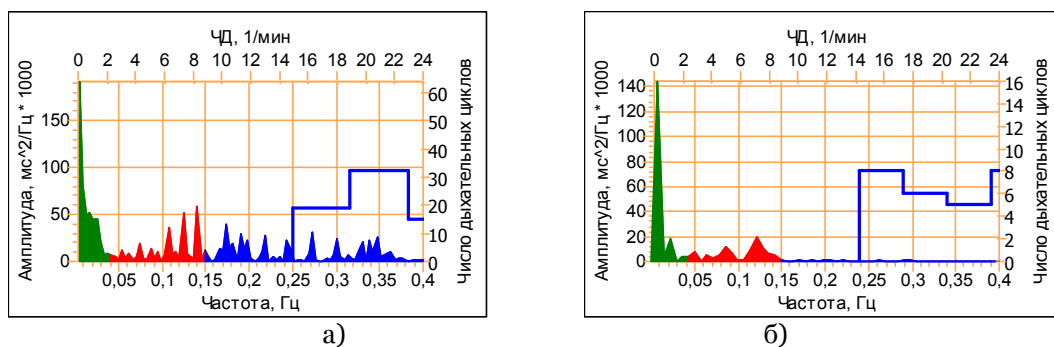 ЧД, 1/мин
0 2 4 6 8 10 12 14 16 18 20 22 24
Амплитуда, мс^2/Гц * 1000
150
100
50
0
60
50
40
30
20
10
0
Число дыхательных циклов
0,05 0,1 0,15 0,2 0,25 0,3 0,35 0,4
Частота, Гц
а)
ЧД, 1/мин
0 2 4 6 8 10 12 14 16 18 20 22 24
Амплитуда, мс^2/Гц * 1000
140
120
100
80
60
40
20
0
16
14
12
10
8
6
4
2
0
Число дыхательных циклов
0,05 0,1 0,15 0,2 0,25 0,3 0,35 0,4
Частота, Гц
б)